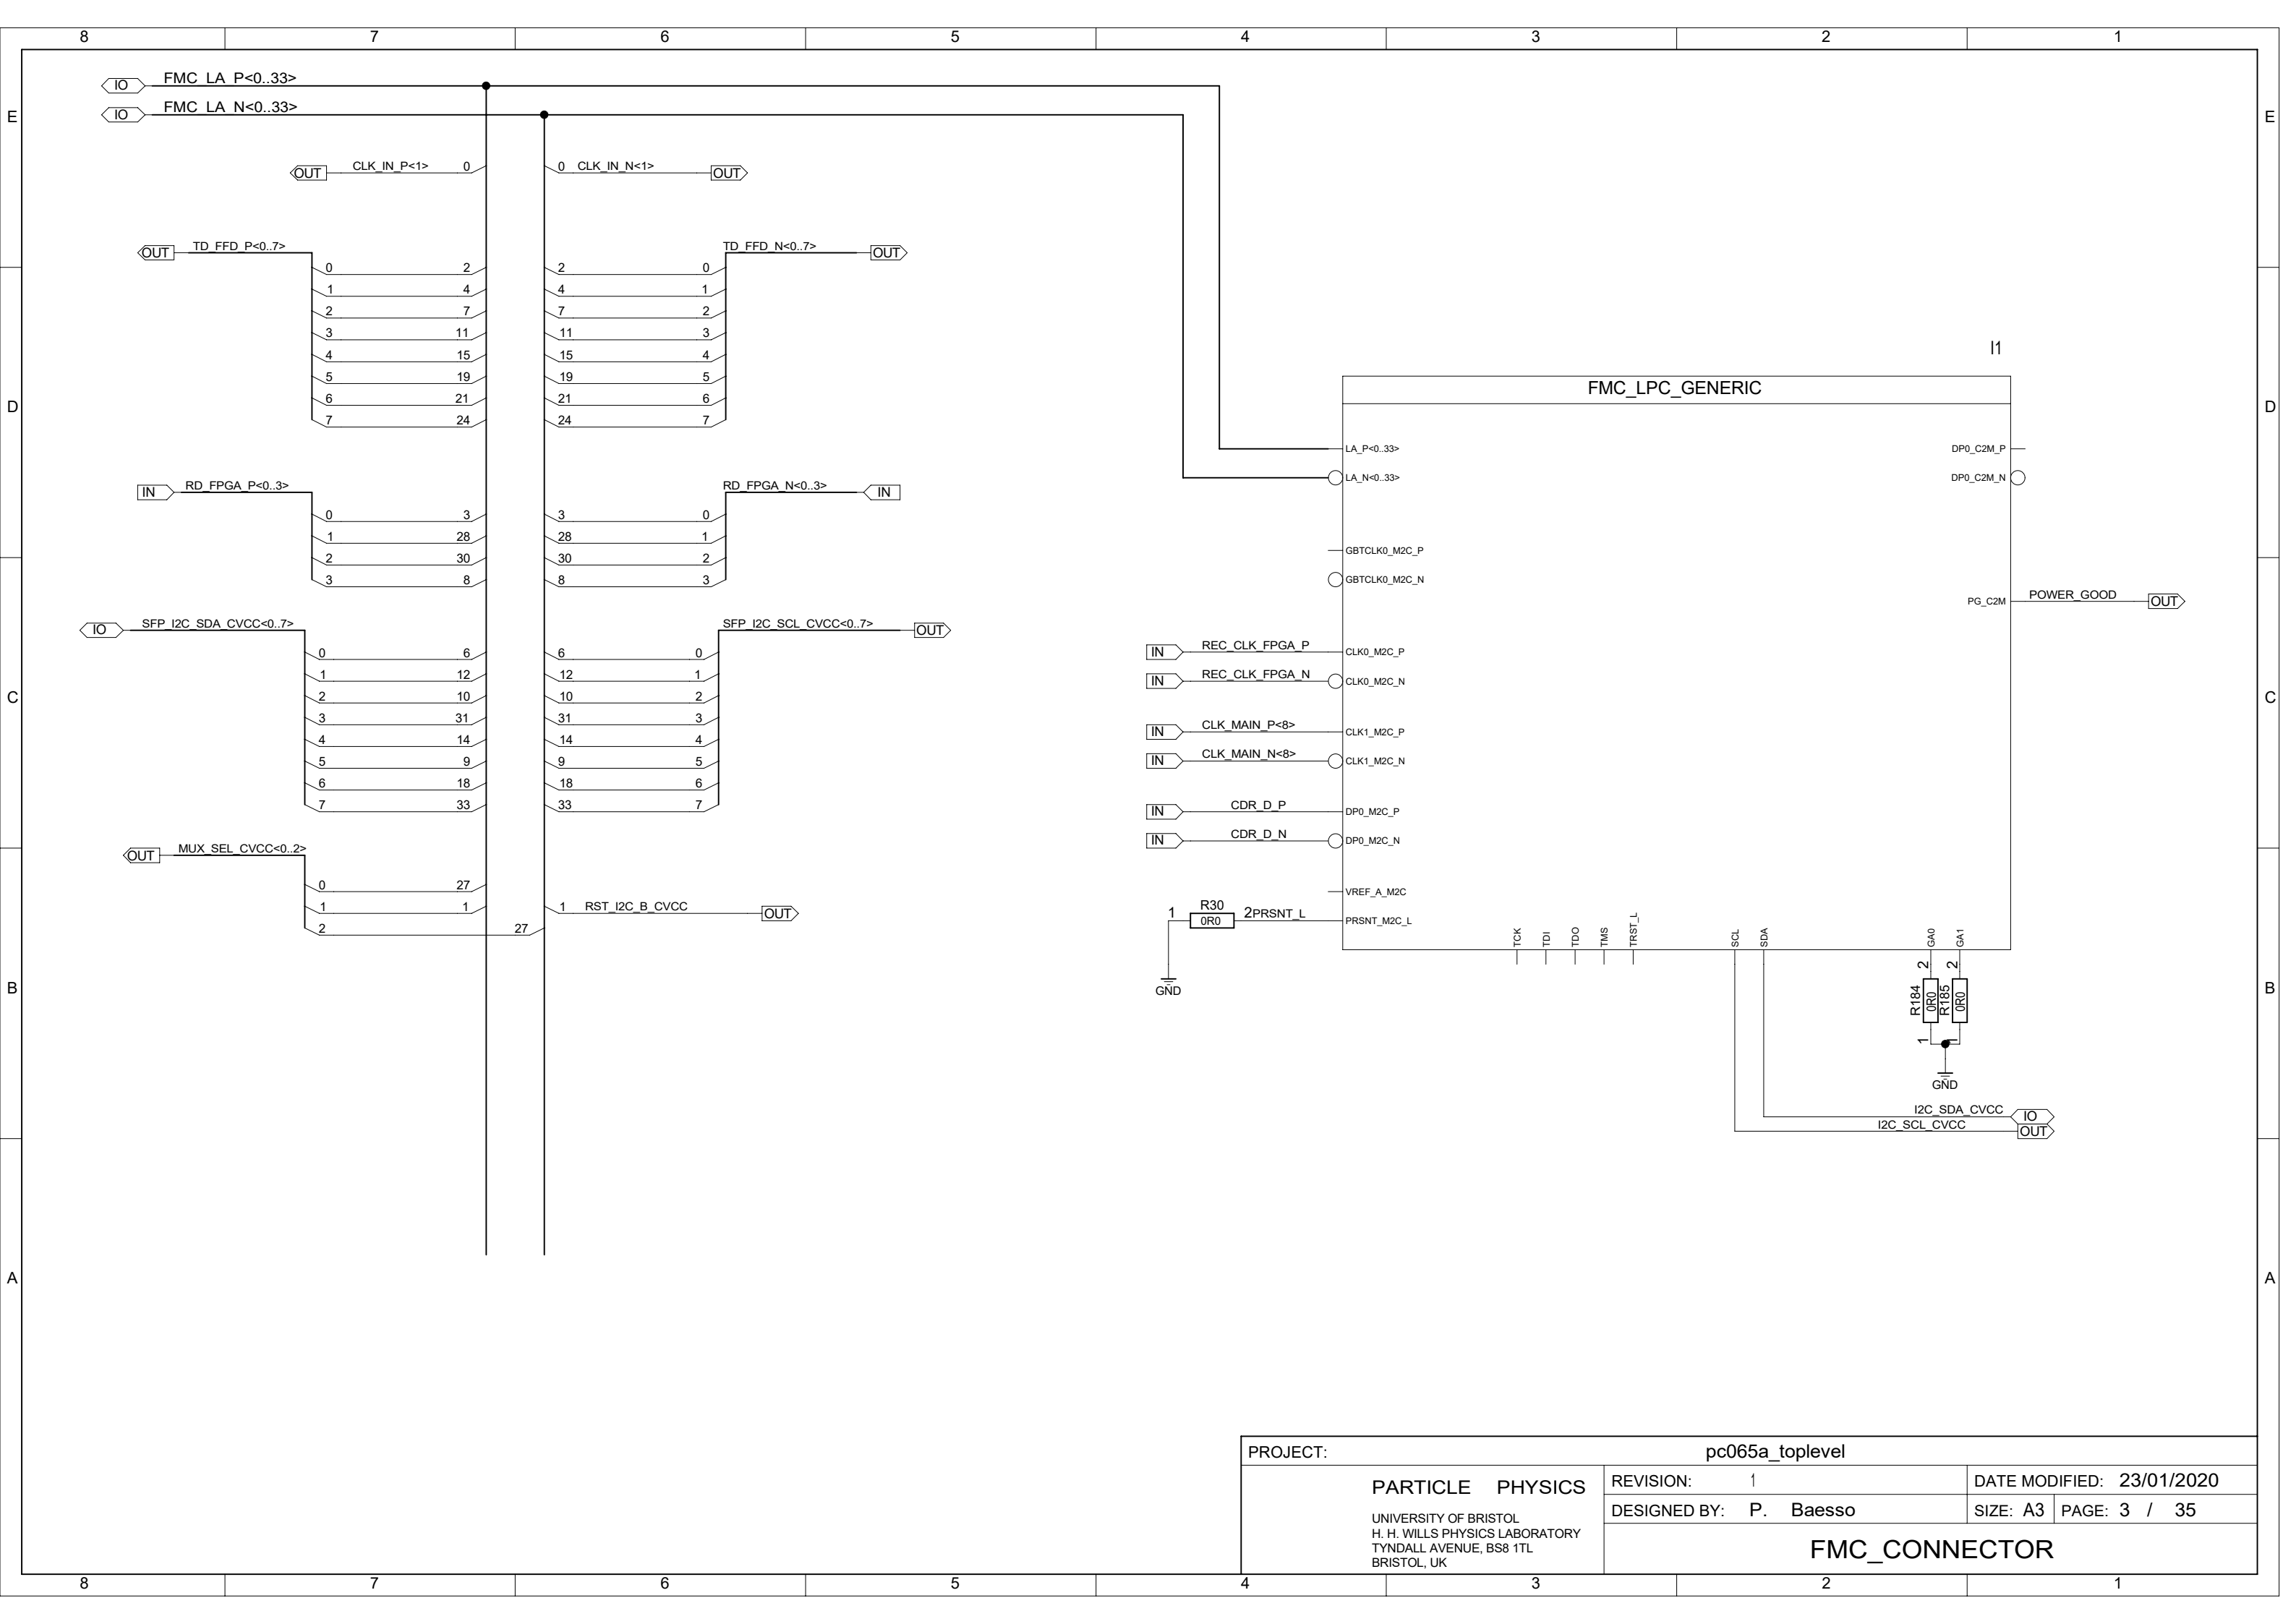 8 7 6 5 4 3 2 1
IO FMC_LA_P<0..33>
IO FMC_LA_N<0..33>
E E
OUT CLK_IN_P<1> 0 0 CLK_IN_N<1> OUT
OUT TD_FFD_P<0..7> TD_FFD_N<0..7> OUT
0 2 2 0
1 4 4 1
2 7 7 2
3 11 11 3
4 15 15 4
5 19 19 5
6 21 21 6
7 24 24 7
D D
IN RD_FPGA_P<0..3> RD_FPGA_N<0..3> IN
0 3 3 0
1 28 28 1
2 30 30 2
3 8 8 3
IO SFP_I2C_SDA_CVCC<0..7> SFP_I2C_SCL_CVCC<0..7> OUT
0 6 6 0
1 12 12 1
2 10 10 2
3 31 31 3
4 14 14 4
5 9 9 5
6 18 18 6
7 33 33 7
C C
OUT MUX_SEL_CVCC<0..2>
0 27
1 1 1 RST_I2C_B_CVCC OUT
2 27
B B
I1
FMC_LPC_GENERIC
LA_P<0..33> DP0_C2M_P
LA_N<0..33> DP0_C2M_N
GBTCLK0_M2C_P
GBTCLK0_M2C_N
PG_C2M POWER_GOOD OUT
IN REC_CLK_FPGA_P CLK0_M2C_P
IN REC_CLK_FPGA_N CLK0_M2C_N
IN CLK_MAIN_P<8> CLK1_M2C_P
IN CLK_MAIN_N<8> CLK1_M2C_N
IN CDR_D_P DP0_M2C_P
IN CDR_D_N DP0_M2C_N
VREF_A_M2C
1 R30 0R0 2 PRSNT_L PRSNT_M2C_L
GND
TCK TDI TDO TMS TRST_L SCL SDA GA0 GA1
2 2
R184 0R0 R185 0R0
1 1
GND
I2C_SDA_CVCC IO
I2C_SCL_CVCC OUT
A A
PROJECT: pc065a_toplevel
PARTICLE PHYSICS
UNIVERSITY OF BRISTOL
H. H. WILLS PHYSICS LABORATORY
TYNDALL AVENUE, BS8 1TL
BRISTOL, UK
REVISION: 1 DATE MODIFIED: 23/01/2020
DESIGNED BY: P. Baesso SIZE: A3 PAGE: 3 / 35
FMC_CONNECTOR
8 7 6 5 4 3 2 1